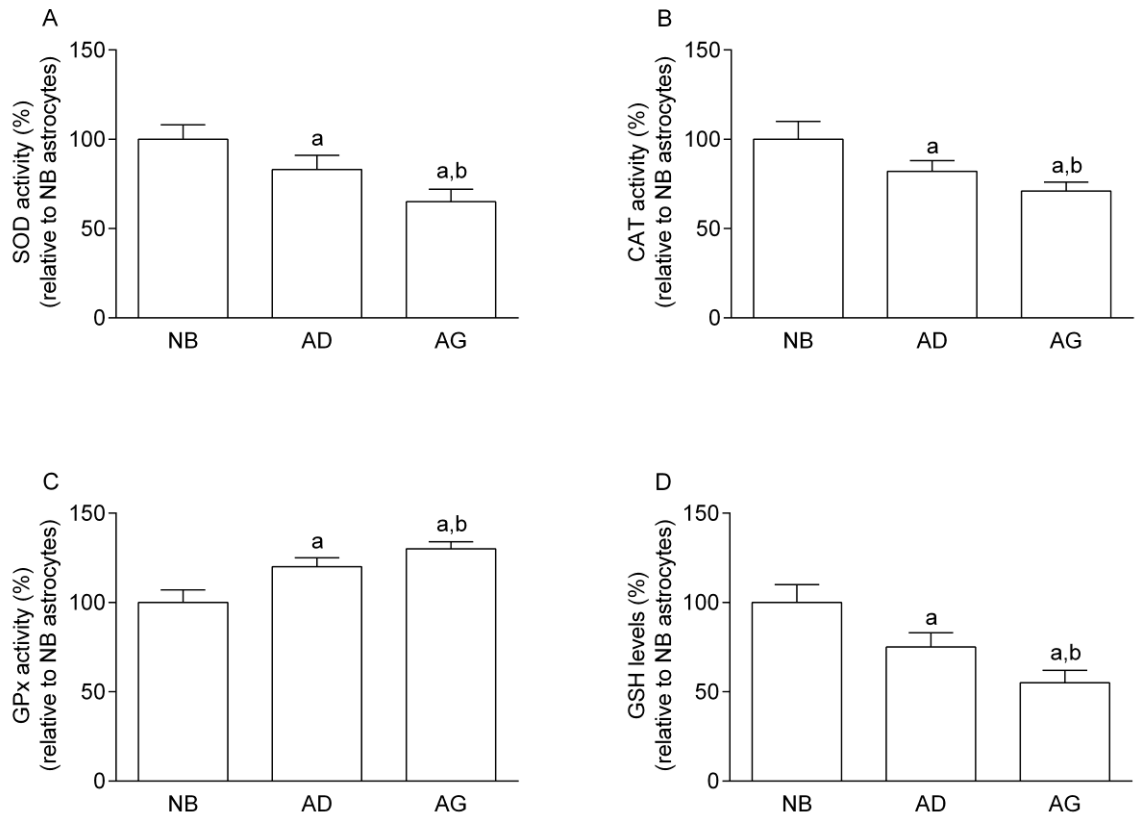 A
SOD activity (%)
(relative to NB astrocytes)
150
100
50
0
a
a,b
NB AD AG
B
CAT activity (%)
(relative to NB astrocytes)
150
100
50
0
a
a,b
NB AD AG
C
GPx activity (%)
(relative to NB astrocytes)
150
100
50
0
a
a,b
NB AD AG
D
GSH levels (%)
(relative to NB astrocytes)
150
100
50
0
a
a,b
NB AD AG